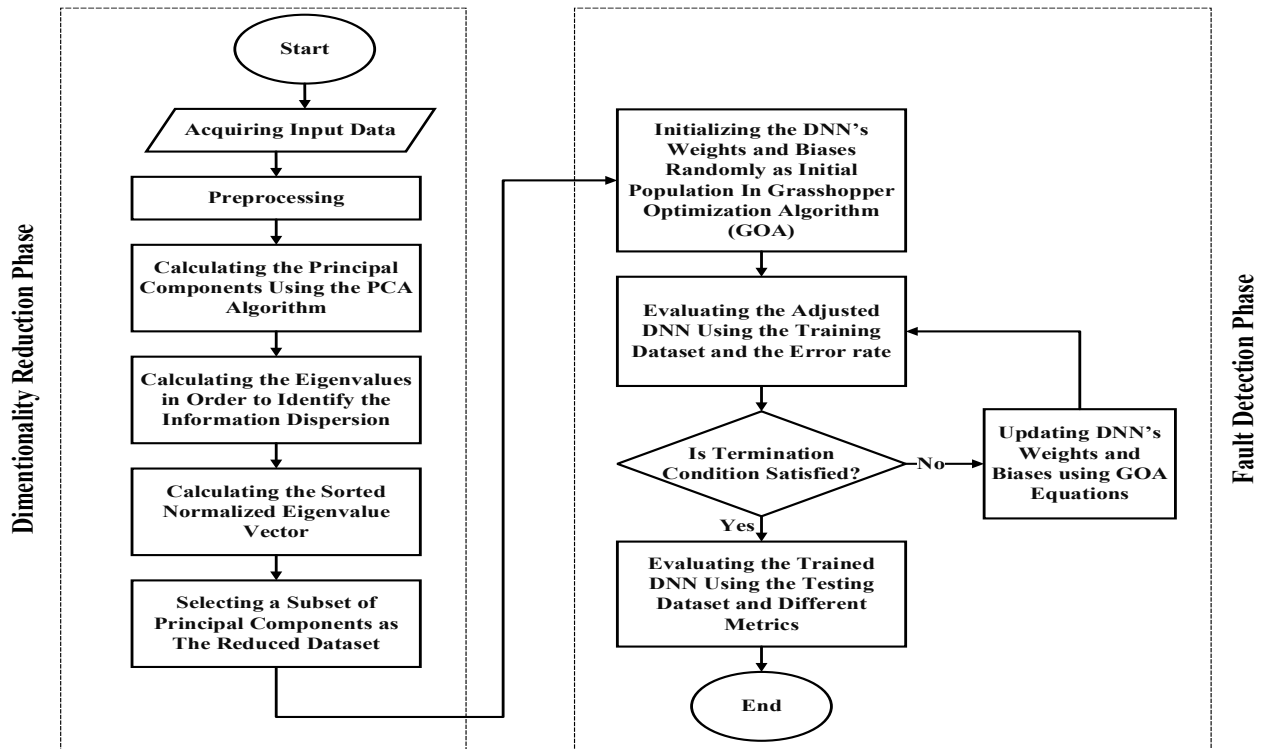 Dimentionality Reduction Phase
Start
Acquiring Input Data
Preprocessing
Calculating the Principal
Components Using the PCA
Algorithm
Calculating the Eigenvalues
in Order to Identify the
Information Dispersion
Calculating the Sorted
Normalized Eigenvalue
Vector
Selecting a Subset of
Principal Components as
The Reduced Dataset
Initializing the DNN's
Weights and Biases
Randomly as Initial
Population In Grasshopper
Optimization Algorithm
(GOA)
Evaluating the Adjusted
DNN Using the Training
Dataset and the Error rate
Is Termination
Condition Satisfied?
No
Updating DNN's
Weights and
Biases using GOA
Equations
Yes
Evaluating the Trained
DNN Using the Testing
Dataset and Different
Metrics
End
Fault Detection Phase